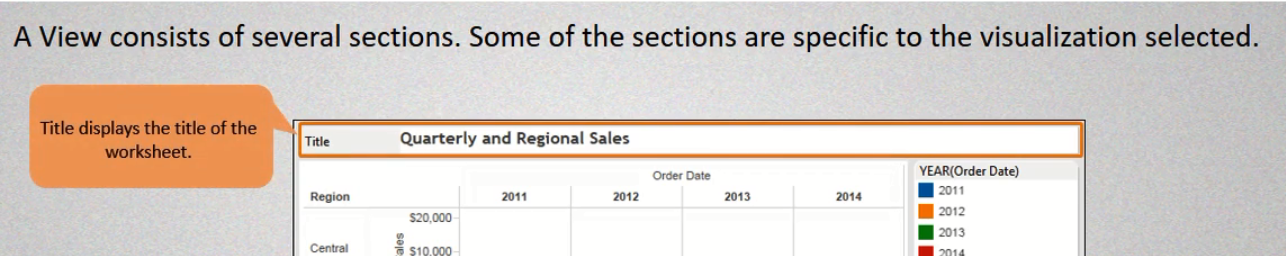 A View consists of several sections. Some of the sections are specific to the visualization selected.
Title displays the title of the
worksheet.
Title Quarterly and Regional Sales
Order Date
Region 2011 2012 2013 2014
$20,000
Central
$10,000
YEAR(Order Date)
2011
2012
2013
2014